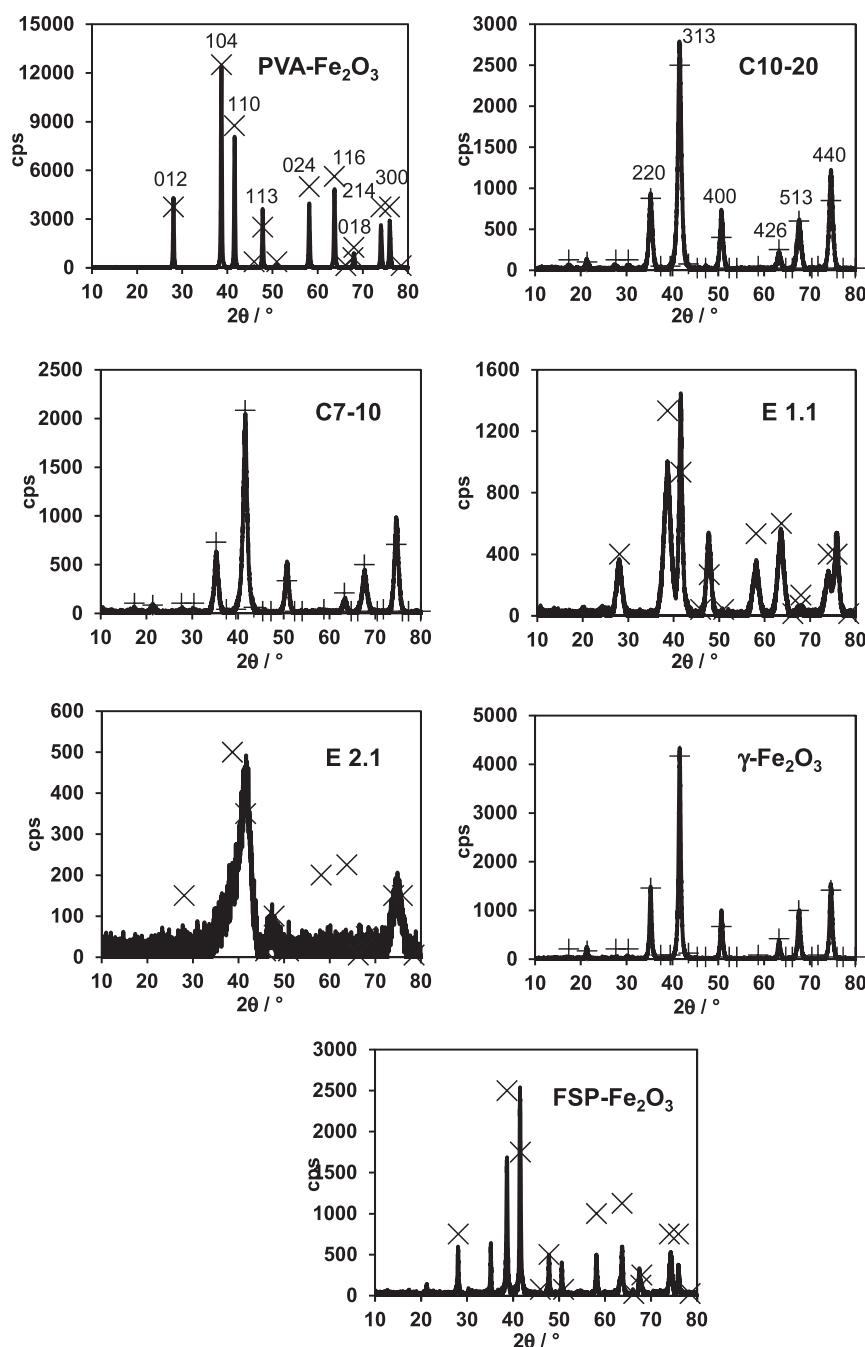 PVA-Fe₂O₃
cps
15000
12000
9000
6000
3000
0
104
110
012
113
024
116
214
018
300
10 20 30 40 50 60 70 80
2θ / °
C10-20
cps
3000
2500
2000
1500
1000
500
0
313
220
400
426
513
440
10 20 30 40 50 60 70 80
2θ / °
C7-10
cps
2500
2000
1500
1000
500
0
10 20 30 40 50 60 70 80
2θ / °
E 1.1
cps
1600
1200
800
400
0
10 20 30 40 50 60 70 80
2θ / °
E 2.1
cps
600
500
400
300
200
100
0
10 20 30 40 50 60 70 80
2θ / °
γ-Fe₂O₃
cps
5000
4000
3000
2000
1000
0
10 20 30 40 50 60 70 80
2θ / °
FSP-Fe₂O₃
cps
3000
2500
2000
1500
1000
500
0
10 20 30 40 50 60 70 80
2θ / °